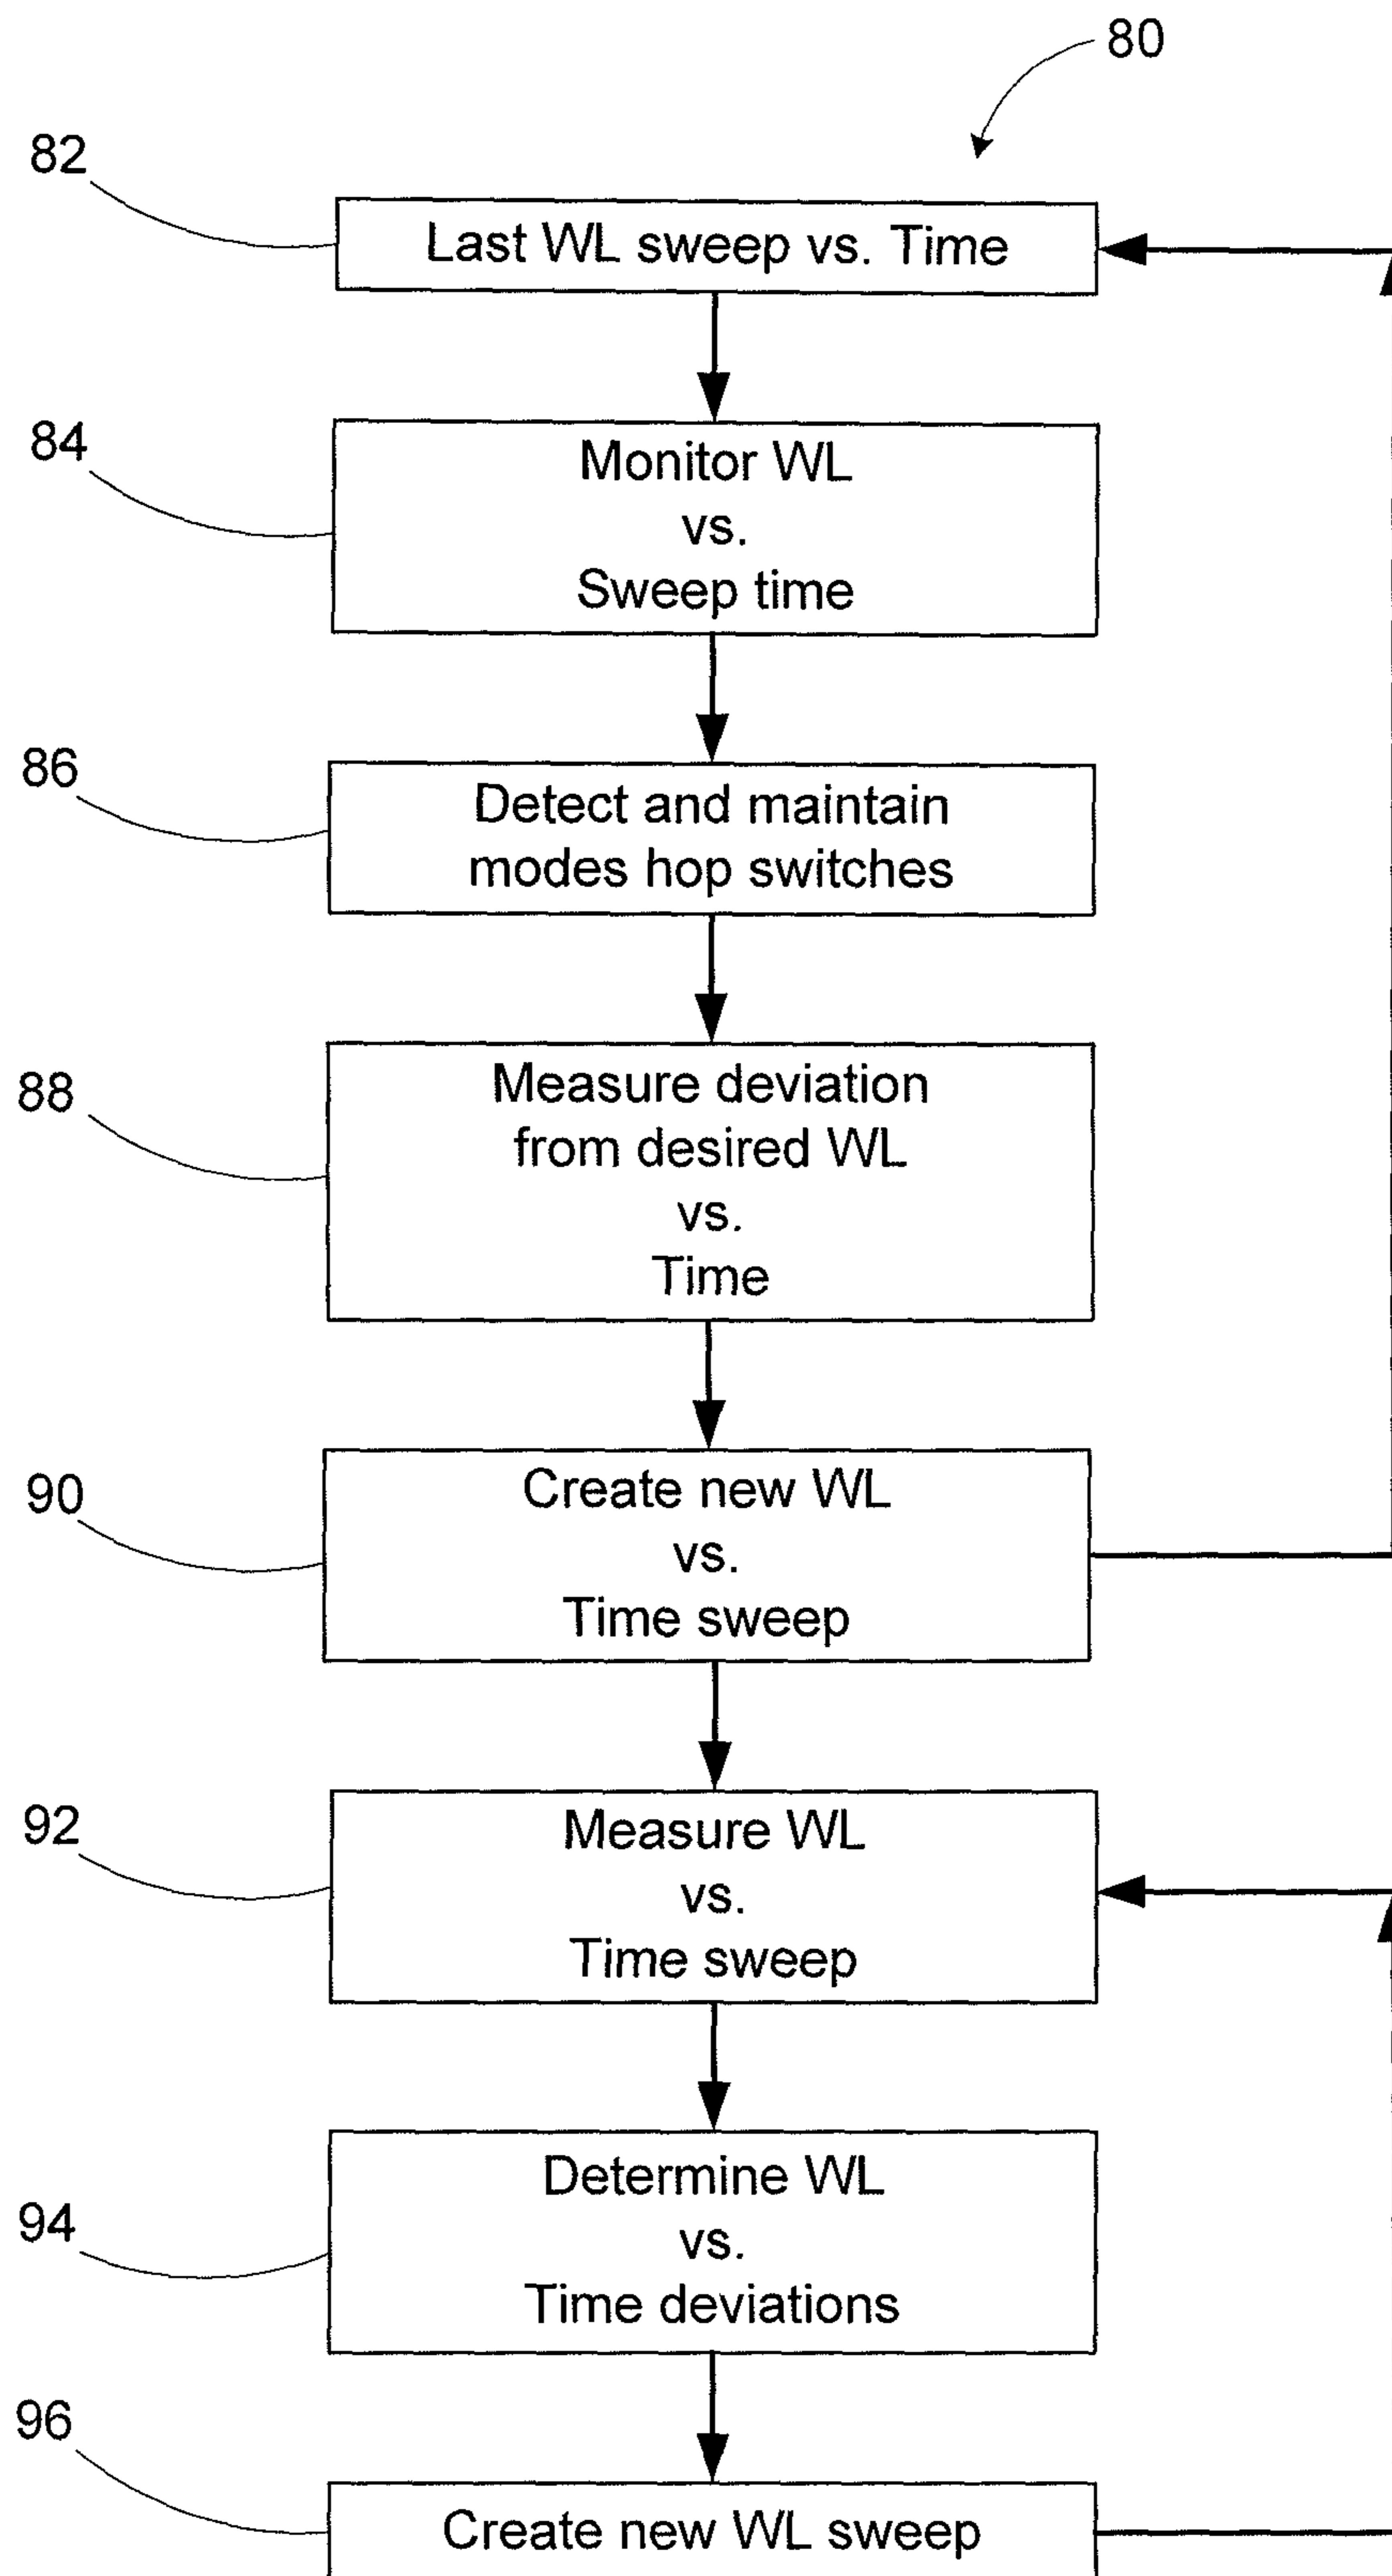 80
82
Last WL sweep vs. Time
84
Monitor WL
vs.
Sweep time
86
Detect and maintain
modes hop switches
88
Measure deviation
from desired WL
vs.
Time
90
Create new WL
vs.
Time sweep
92
Measure WL
vs.
Time sweep
94
Determine WL
vs.
Time deviations
96
Create new WL sweep